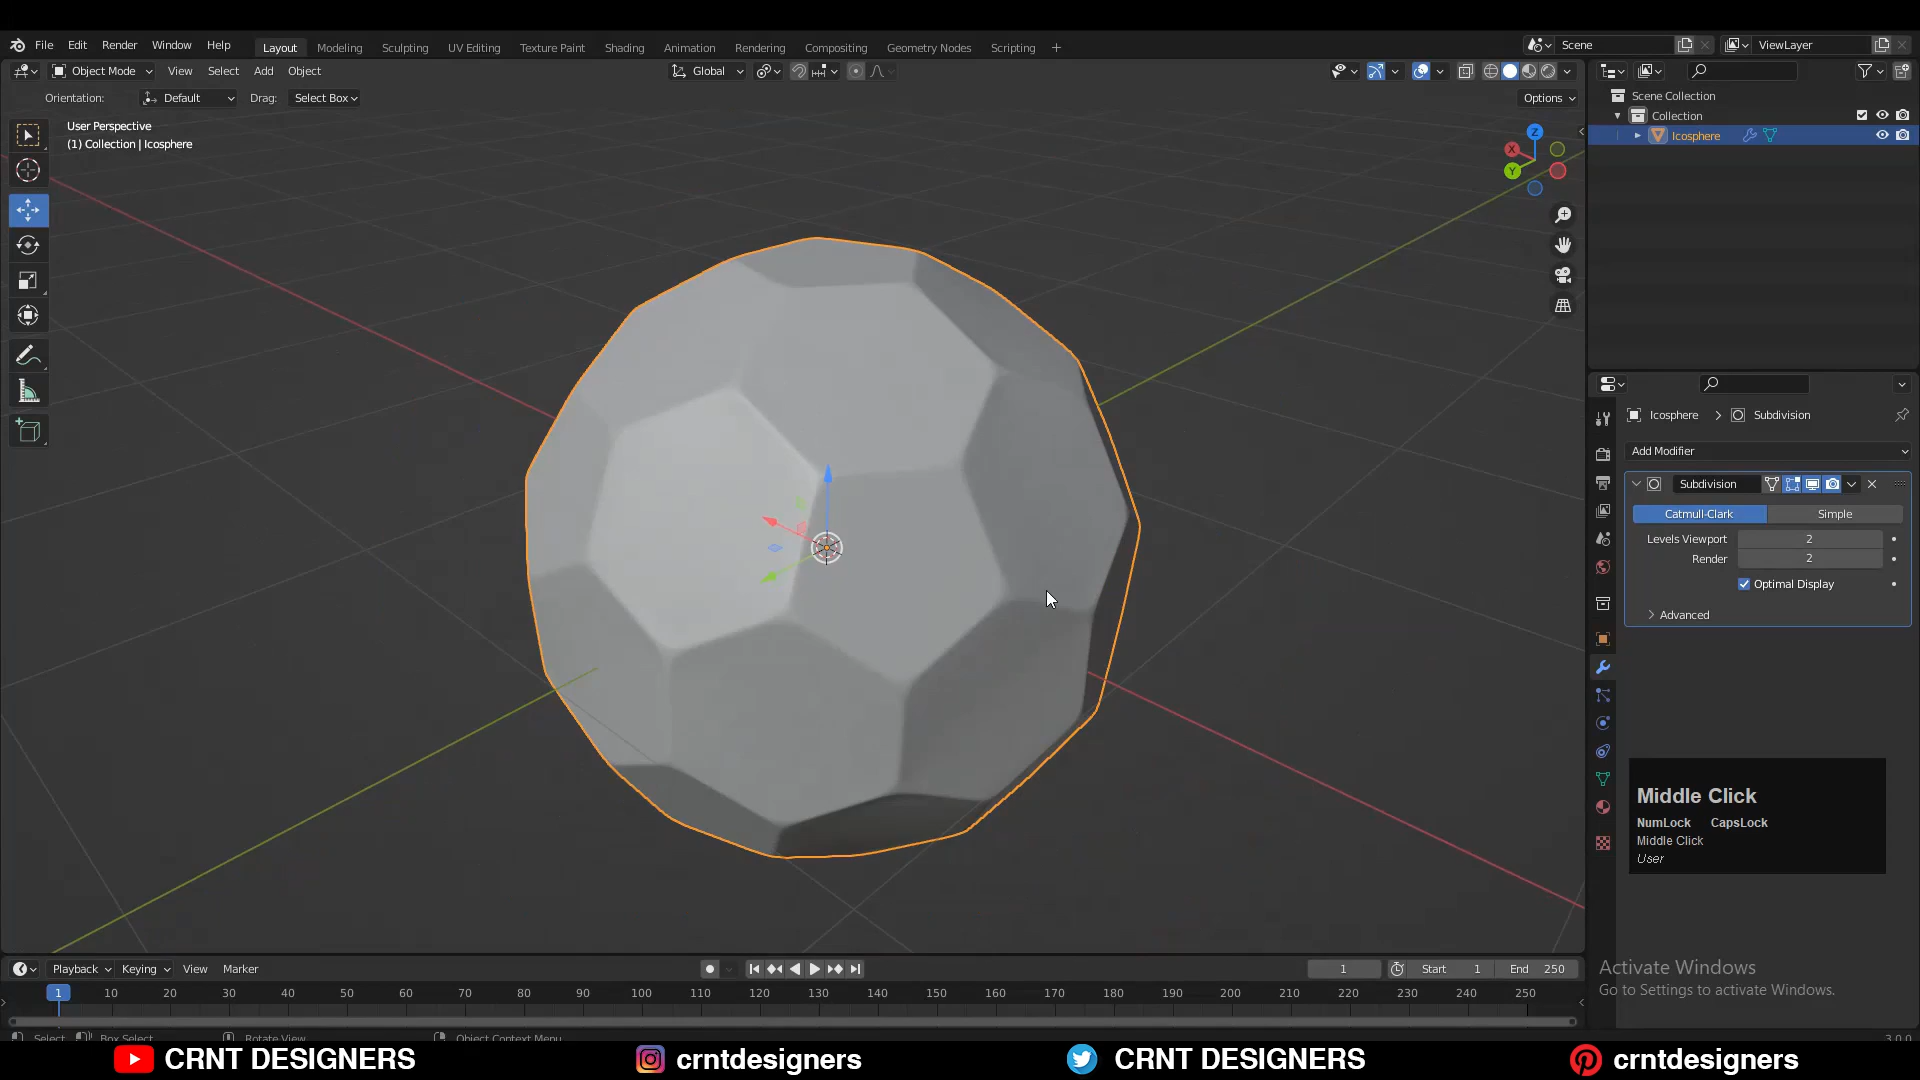 File Edit Render Window Help Layout Modeling Sculpting UV Editing Texture Paint Shading Animation Rendering Compositing Geometry Nodes Scripting + Scene ViewLayer
Object Mode View Select Add Object Global
Orientation: Default Drag: Select Box Options
User Perspective
(1) Collection | Icosphere
Z
X
Y
Scene Collection
Collection
Icosphere
Icosphere > Subdivision
Add Modifier
Subdivision
Catmull-Clark Simple
Levels Viewport 2
Render 2
Optimal Display
Advanced
Middle Click
NumLock CapsLock
Middle Click
User
Activate Windows
Go to Settings to activate Windows.
Playback Keying View Marker 1 Start 1 End 250
1 10 20 30 40 50 60 70 80 90 100 110 120 130 140 150 160 170 180 190 200 210 220 230 240 250
Select Box Select Rotate View Object Context Menu 3.0.0
CRNT DESIGNERS crntdesigners CRNT DESIGNERS crntdesigners